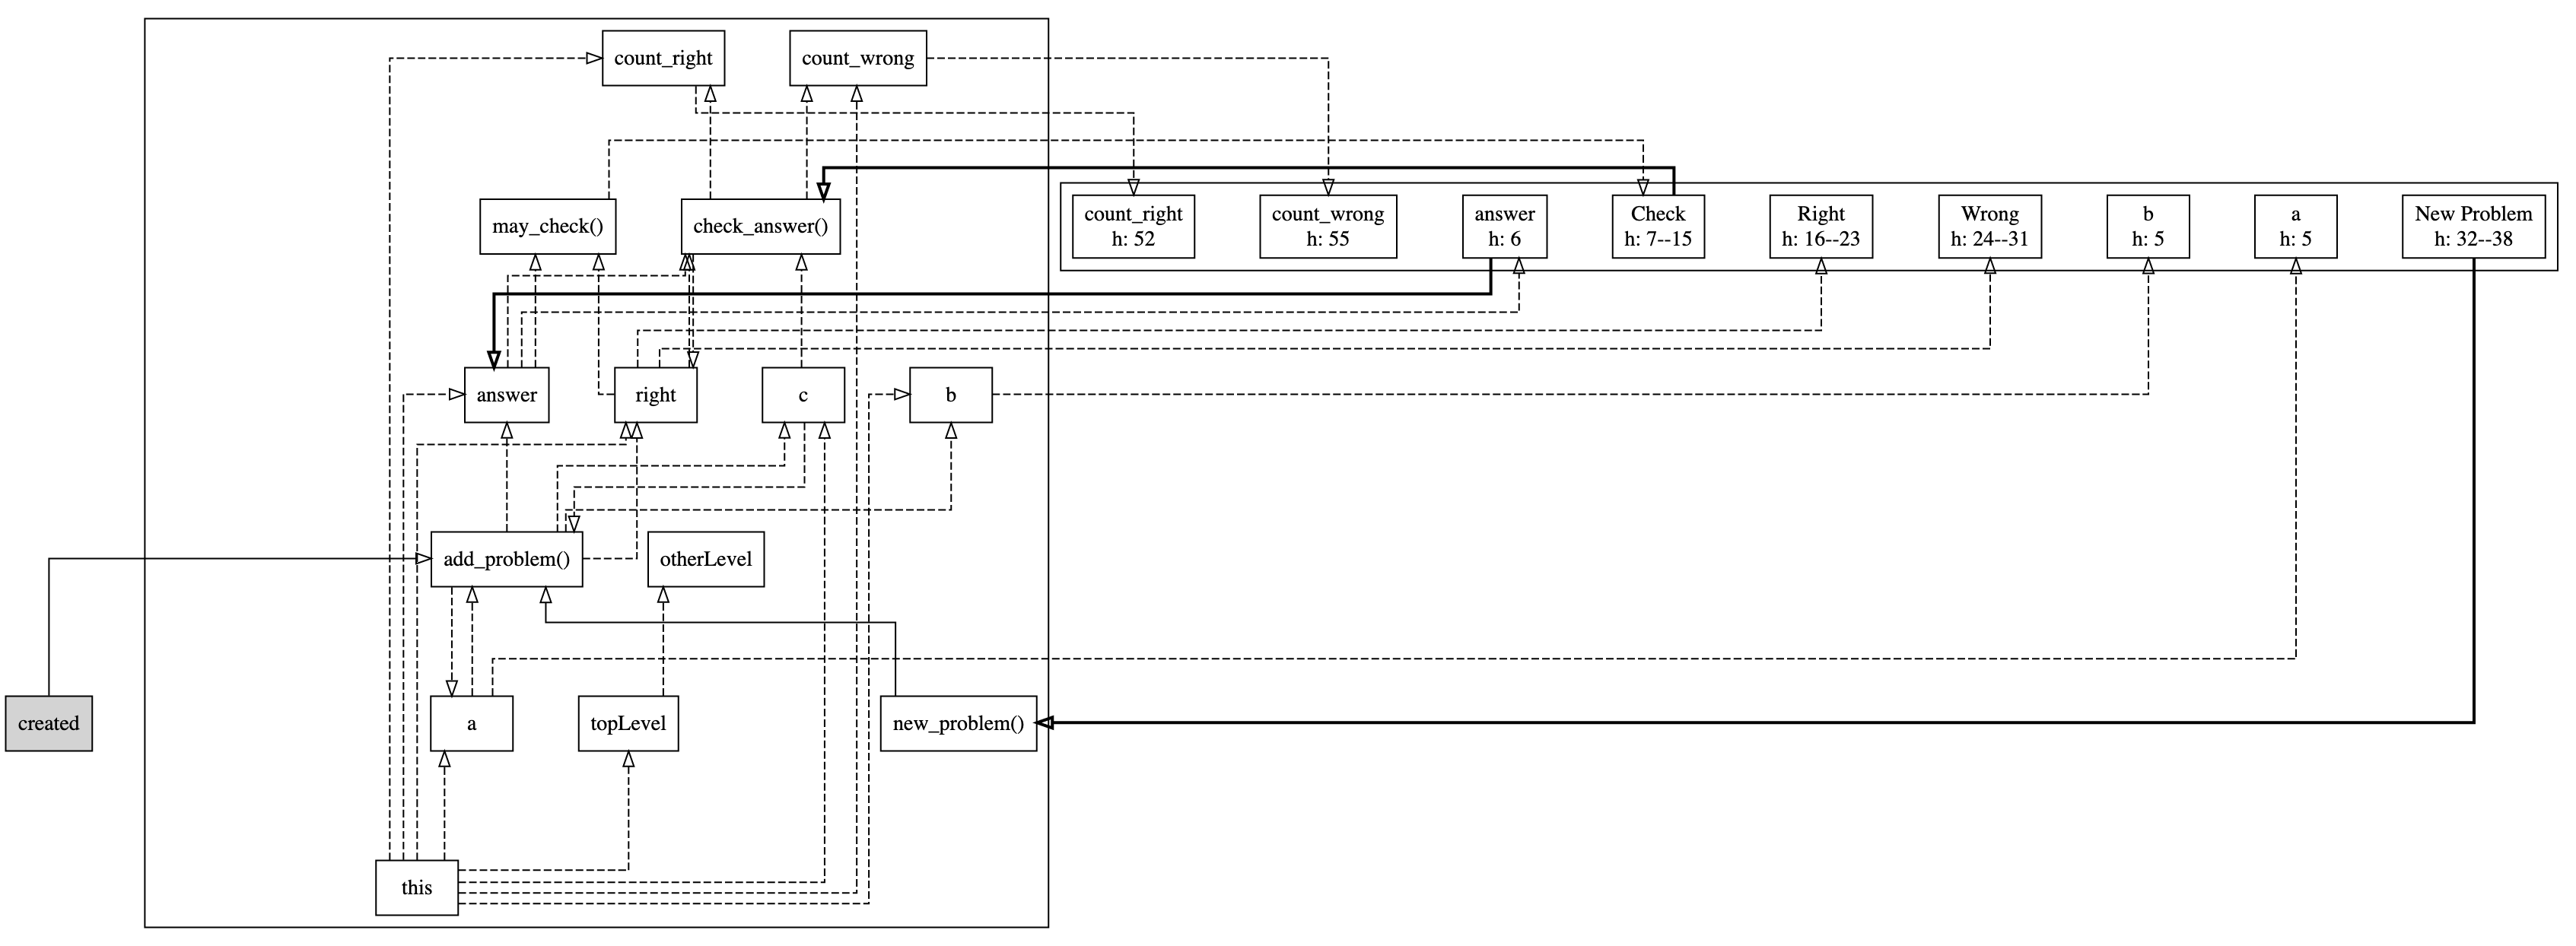 count_right
count_wrong
may_check()
check_answer()
count_right
h: 52
count_wrong
h: 55
answer
h: 6
Check
h: 7--15
Right
h: 16--23
Wrong
h: 24--31
b
h: 5
a
h: 5
New Problem
h: 32--38
answer
right
c
b
add_problem()
otherLevel
created
a
topLevel
new_problem()
this